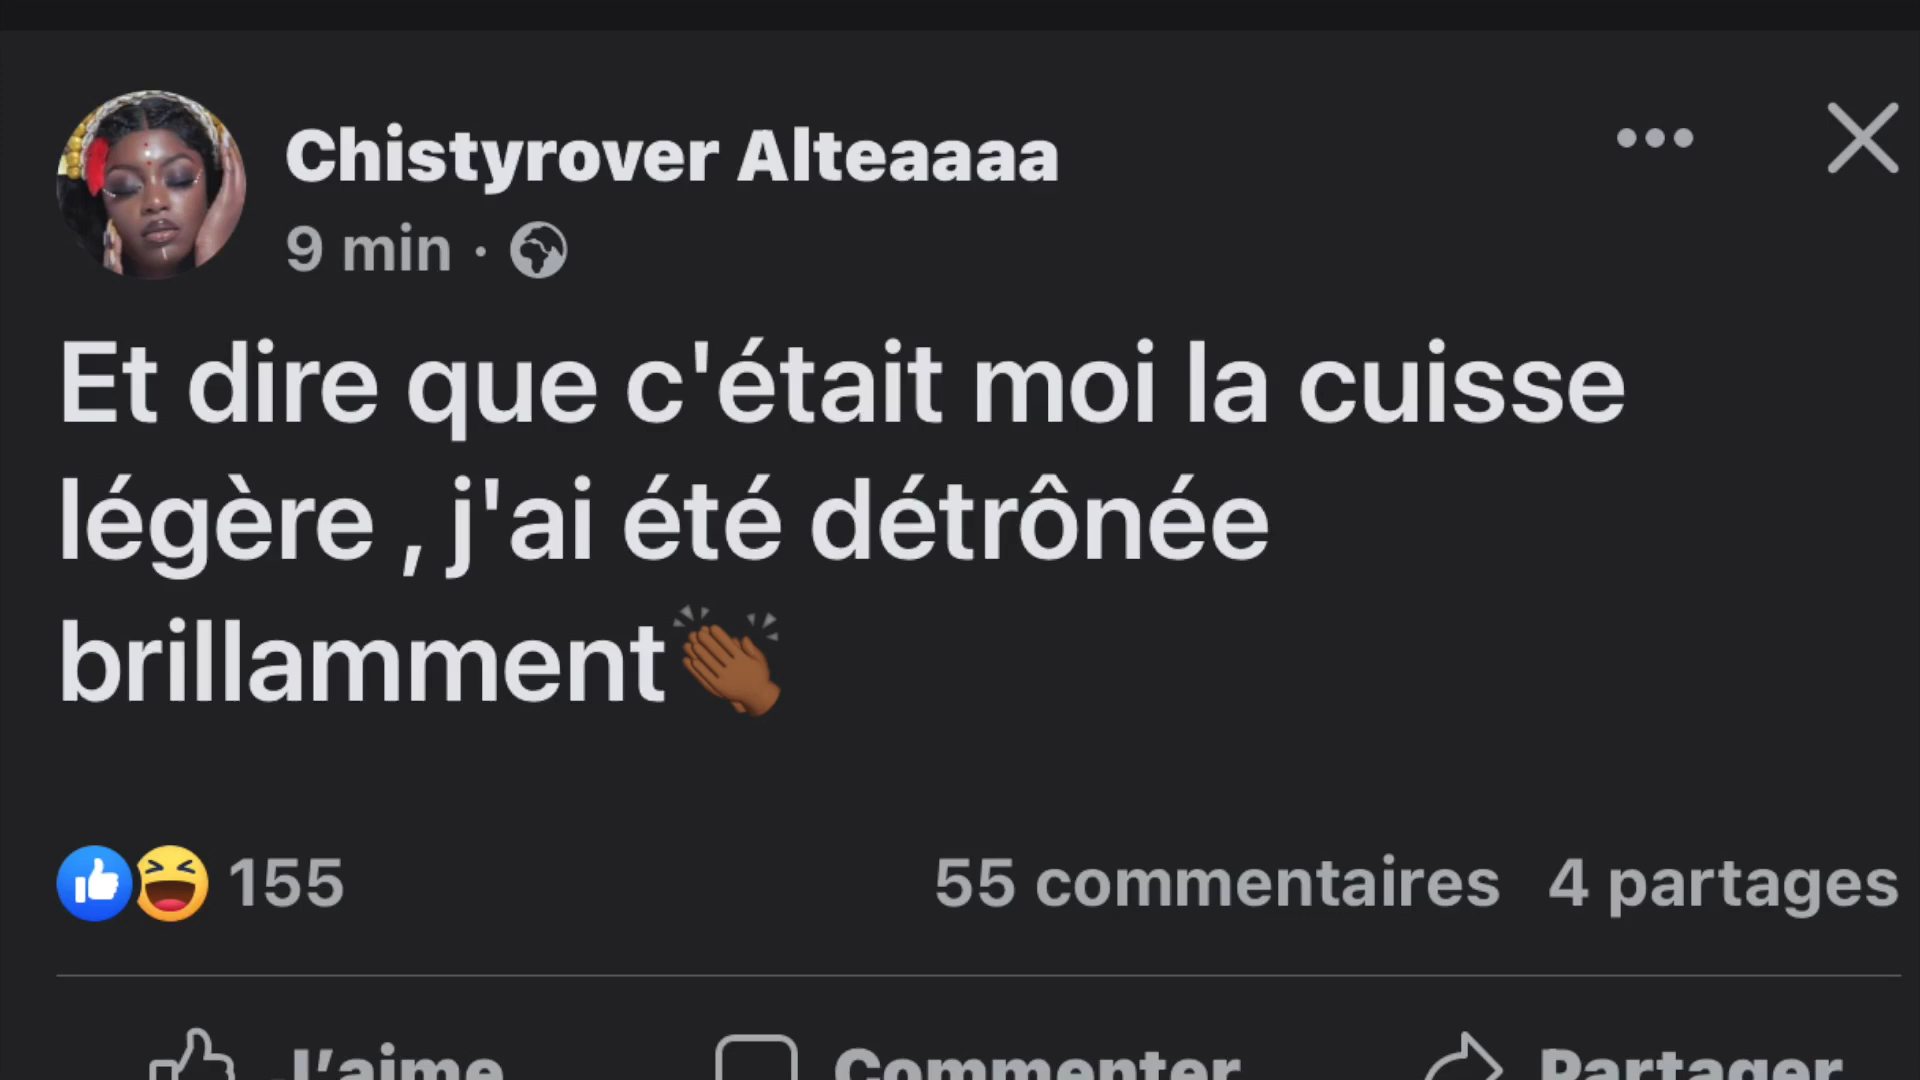 Chistyrover Alteaaaa
9 min ·
Et dire que c'était moi la cuisse
légère , j'ai été détrônée
brillamment👏🏾
155
55 commentaires 4 partages
J’aime
Commenter
Partager